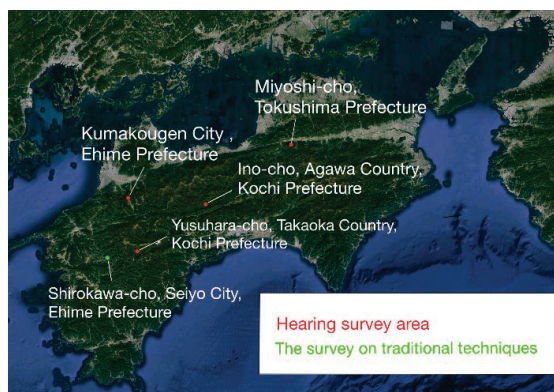 Miyoshi-cho,
Tokushima Prefecture
Kumakougen City ,
Ehime Prefecture
Ino-cho, Agawa Country,
Kochi Prefecture
Yusuhara-cho, Takaoka Country,
Kochi Prefecture
Shirokawa-cho, Seiyo City,
Ehime Prefecture
Hearing survey area
The survey on traditional techniques